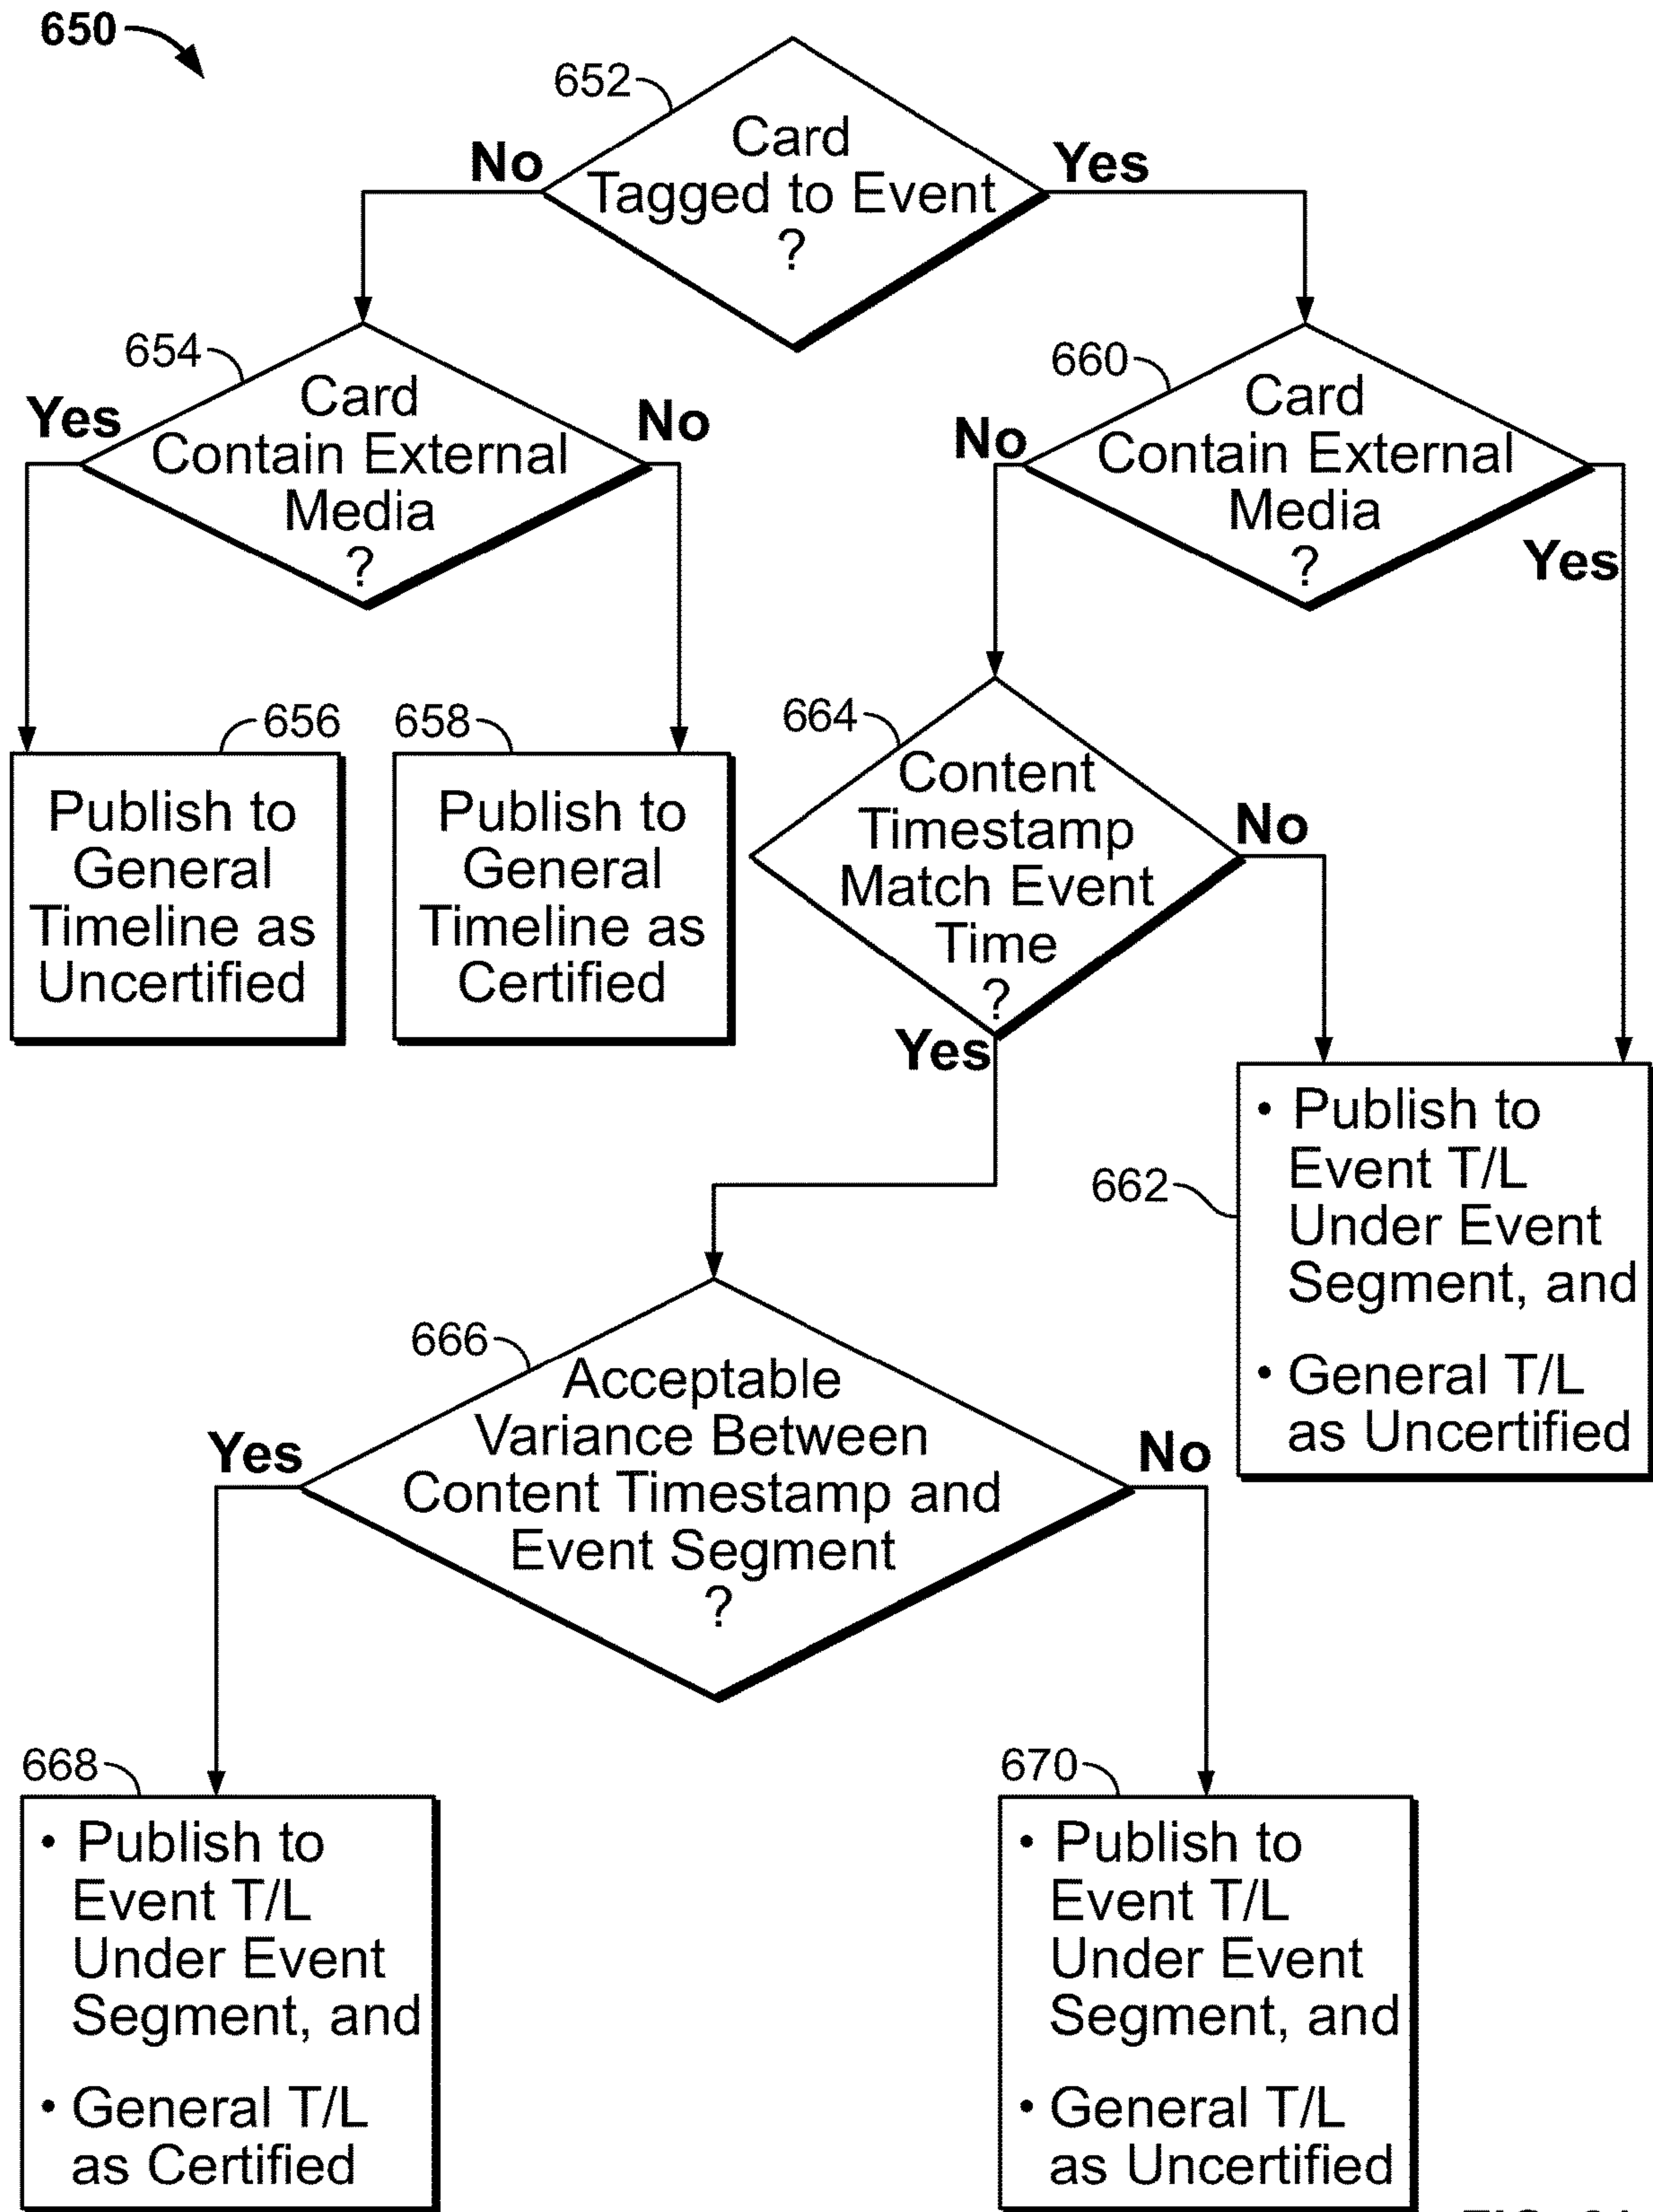 650
652
Card
Tagged to Event
?
No
Yes
654
Card
Contain External
Media
?
Yes
No
660
Card
Contain External
Media
?
No
Yes
656
Publish to
General
Timeline as
Uncertified
658
Publish to
General
Timeline as
Certified
664
Content
Timestamp
Match Event
Time
?
No
Yes
662
• Publish to
Event T/L
Under Event
Segment, and
• General T/L
as Uncertified
666
Acceptable
Variance Between
Content Timestamp and
Event Segment
?
Yes
No
668
• Publish to
Event T/L
Under Event
Segment, and
• General T/L
as Certified
670
• Publish to
Event T/L
Under Event
Segment, and
• General T/L
as Uncertified